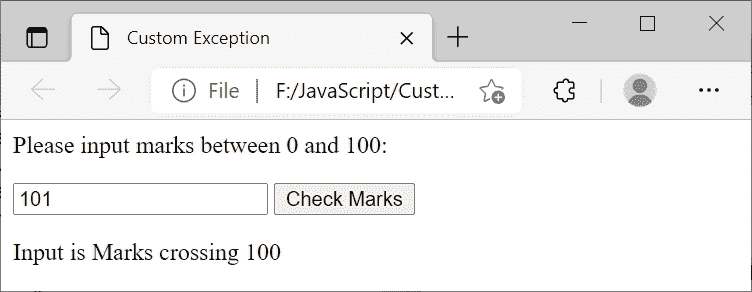 Custom Exception
File F:/JavaScript/Cust...
Please input marks between 0 and 100:
101 Check Marks
Input is Marks crossing 100